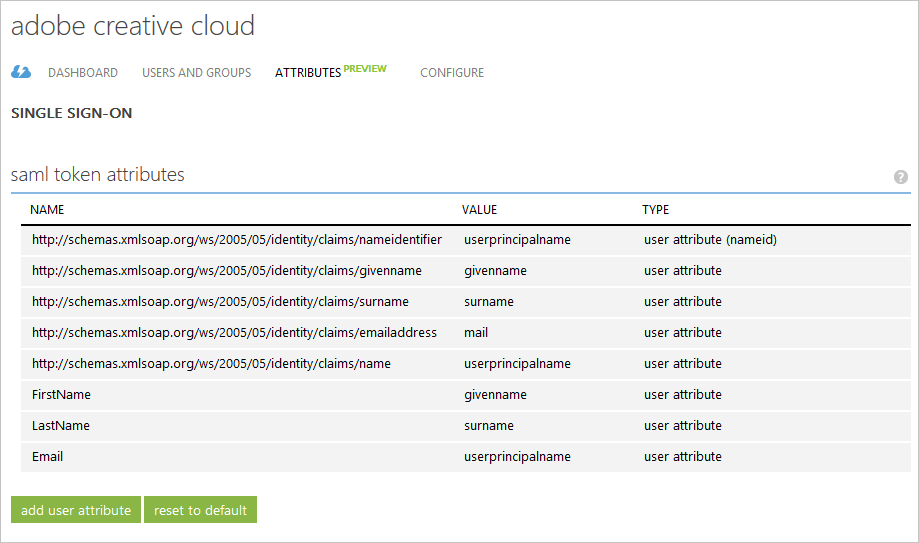 adobe creative cloud
DASHBOARD USERS AND GROUPS ATTRIBUTES PREVIEW CONFIGURE
SINGLE SIGN-ON
saml token attributes ?
NAME VALUE TYPE
http://schemas.xmlsoap.org/ws/2005/05/identity/claims/nameidentifier userprincipalname user attribute (nameid)
http://schemas.xmlsoap.org/ws/2005/05/identity/claims/givenname givenname user attribute
http://schemas.xmlsoap.org/ws/2005/05/identity/claims/surname surname user attribute
http://schemas.xmlsoap.org/ws/2005/05/identity/claims/emailaddress mail user attribute
http://schemas.xmlsoap.org/ws/2005/05/identity/claims/name userprincipalname user attribute
FirstName givenname user attribute
LastName surname user attribute
Email userprincipalname user attribute
add user attribute reset to default